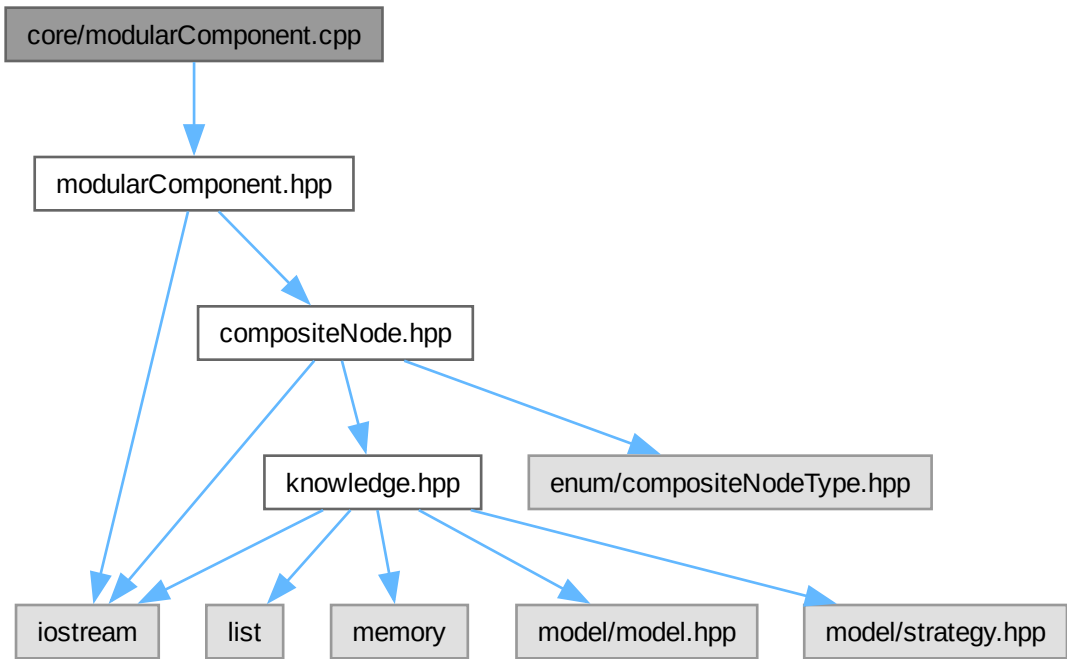 core/modularComponent.cpp
modularComponent.hpp
compositeNode.hpp
knowledge.hpp
enum/compositeNodeType.hpp
iostream
list
memory
model/model.hpp
model/strategy.hpp